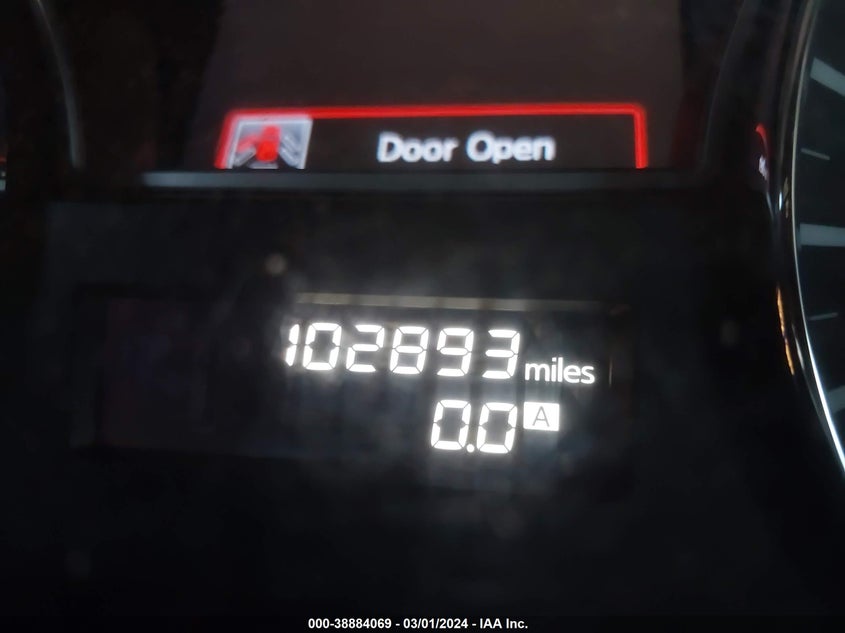 Door Open
102893 miles
0.0 A
000-38884069 - 03/01/2024 - IAA Inc.